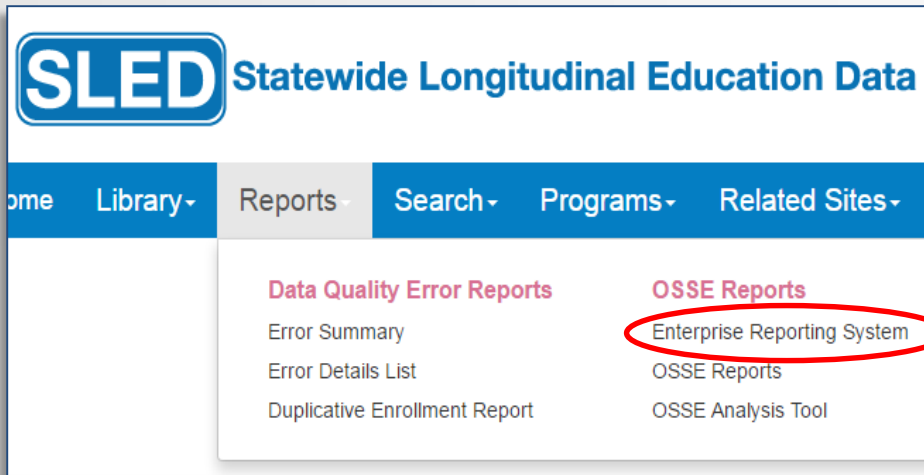 SLED Statewide Longitudinal Education Data
ome Library Reports Search Programs Related Sites
Data Quality Error Reports
Error Summary
Error Details List
Duplicative Enrollment Report
OSSE Reports
Enterprise Reporting System
OSSE Reports
OSSE Analysis Tool